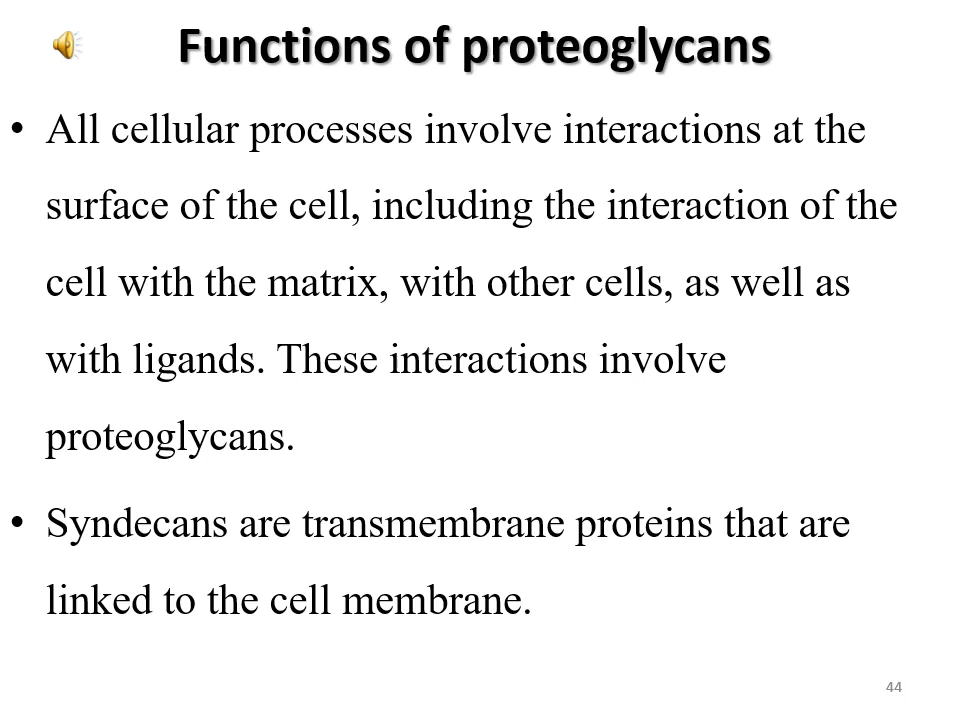 Functions of proteoglycans
• All cellular processes involve interactions at the
surface of the cell, including the interaction of the
cell with the matrix, with other cells, as well as
with ligands. These interactions involve
proteoglycans.
• Syndecans are transmembrane proteins that are
linked to the cell membrane.
44